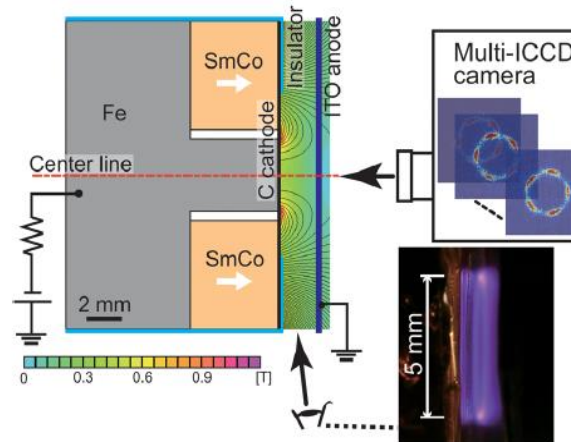 SmCo
Insulator
ITO anode
Multi-ICCD
camera
Fe
C cathode
Center line
SmCo
2 mm
5 mm
0 0.3 0.6 0.9 [T]